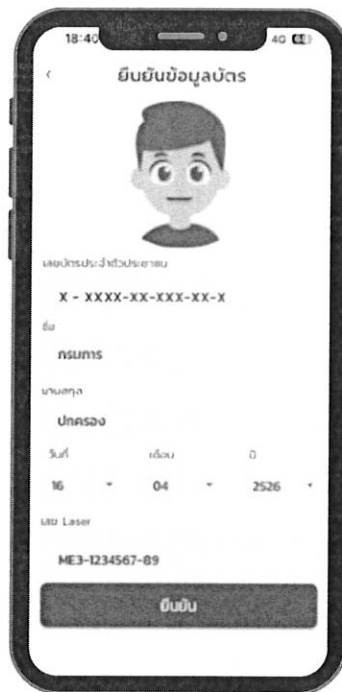 18:40
4G
ยืนยันข้อมูลบัตร
เลขบัตรประจำตัวประชาชน
X - XXXX-XX-XXX-XX-X
ชื่อ
กรมการ
นามสกุล
ปกครอง
วันที่ เดือน ปี
16 04 2526
เลข Laser
ME3-1234567-89
ยืนยัน